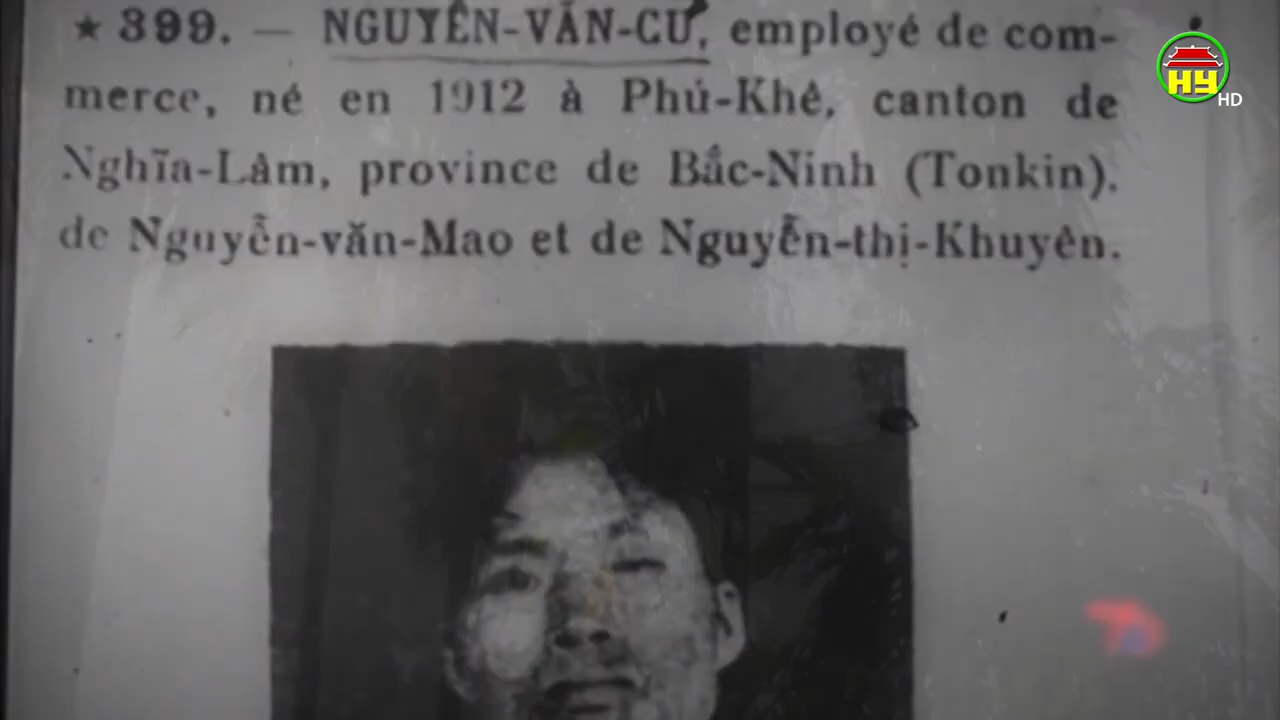 ★ 399. — NGUYỄN-VĂN-CỪ, employé de com-
merce, né en 1912 à Phù-Khê, canton de
Nghĩa-Lâm, province de Bắc-Ninh (Tonkin),
de Nguyễn-văn-Mao et de Nguyễn-thị-Khuyên.
HY
HD